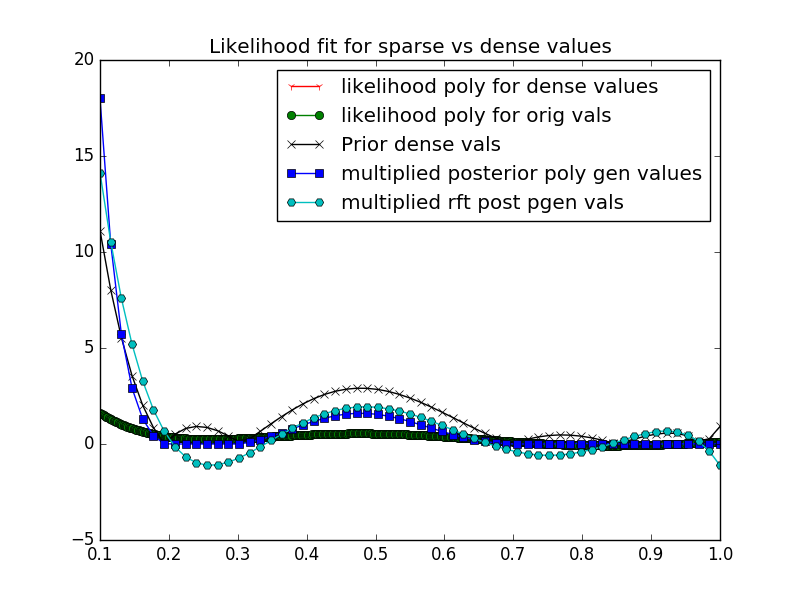 Likelihood fit for sparse vs dense values
20
15
10
5
0
−5
likelihood poly for dense values
likelihood poly for orig vals
Prior dense vals
multiplied posterior poly gen values
multiplied rft post pgen vals
0.1 0.2 0.3 0.4 0.5 0.6 0.7 0.8 0.9 1.0